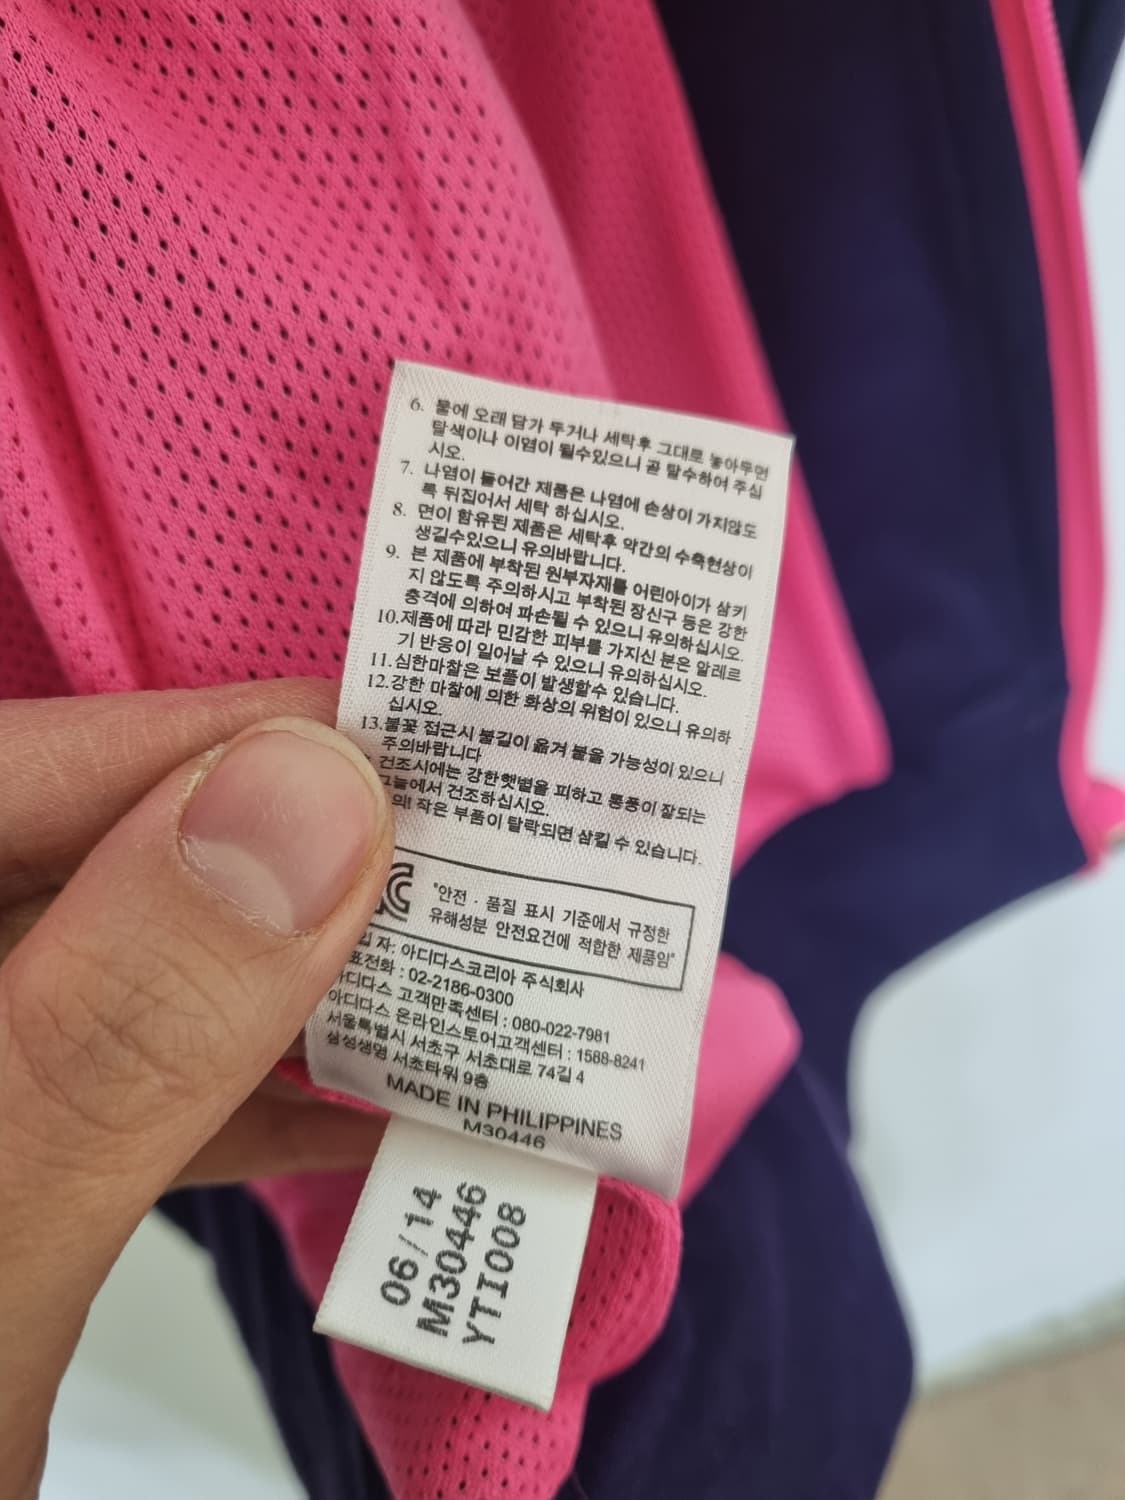 6. 물에 오래 담가 두거나 세탁후 그대로 놓아두면
탈색이나 이염이 될수있으니 곧 탈수하여 주십
시오.
7. 나염이 들어간 제품은 나염에 손상이 가지않도
록 뒤집어서 세탁 하십시오.
8. 면이 함유된 제품은 세탁후 약간의 수축현상이
생길수있으니 유의바랍니다.
9. 본 제품에 부착된 원부자재를 어린아이가 삼키
지 않도록 주의하시고 부착된 장신구 등은 강한
충격에 의하여 파손될 수 있으니 유의하십시오.
10.제품에 따라 민감한 피부를 가지신 분은 알레르
기 반응이 일어날 수 있으니 유의하십시오.
11.심한마찰은 보풀이 발생할수 있습니다.
12.강한 마찰에 의한 화상의 위험이 있으니 유의하
십시오.
13.불꽃 접근시 불길이 옮겨 붙을 가능성이 있으니
주의바랍니다
건조시에는 강한햇볕을 피하고 통풍이 잘되는
그늘에서 건조하십시오.
의! 작은 부품이 탈락되면 삼킬 수 있습니다.
"안전 · 품질 표시 기준에서 규정한
유해성분 안전요건에 적합한 제품임"
입 자: 아디다스코리아 주식회사
표전화 : 02-2186-0300
아디다스 고객만족센터 : 080-022-7981
아디다스 온라인스토어고객센터 : 1588-8241
서울특별시 서초구 서초대로 74길 4
삼성생명 서초타워 9층
MADE IN PHILIPPINES
M30446
06/14
M30446
YTI008